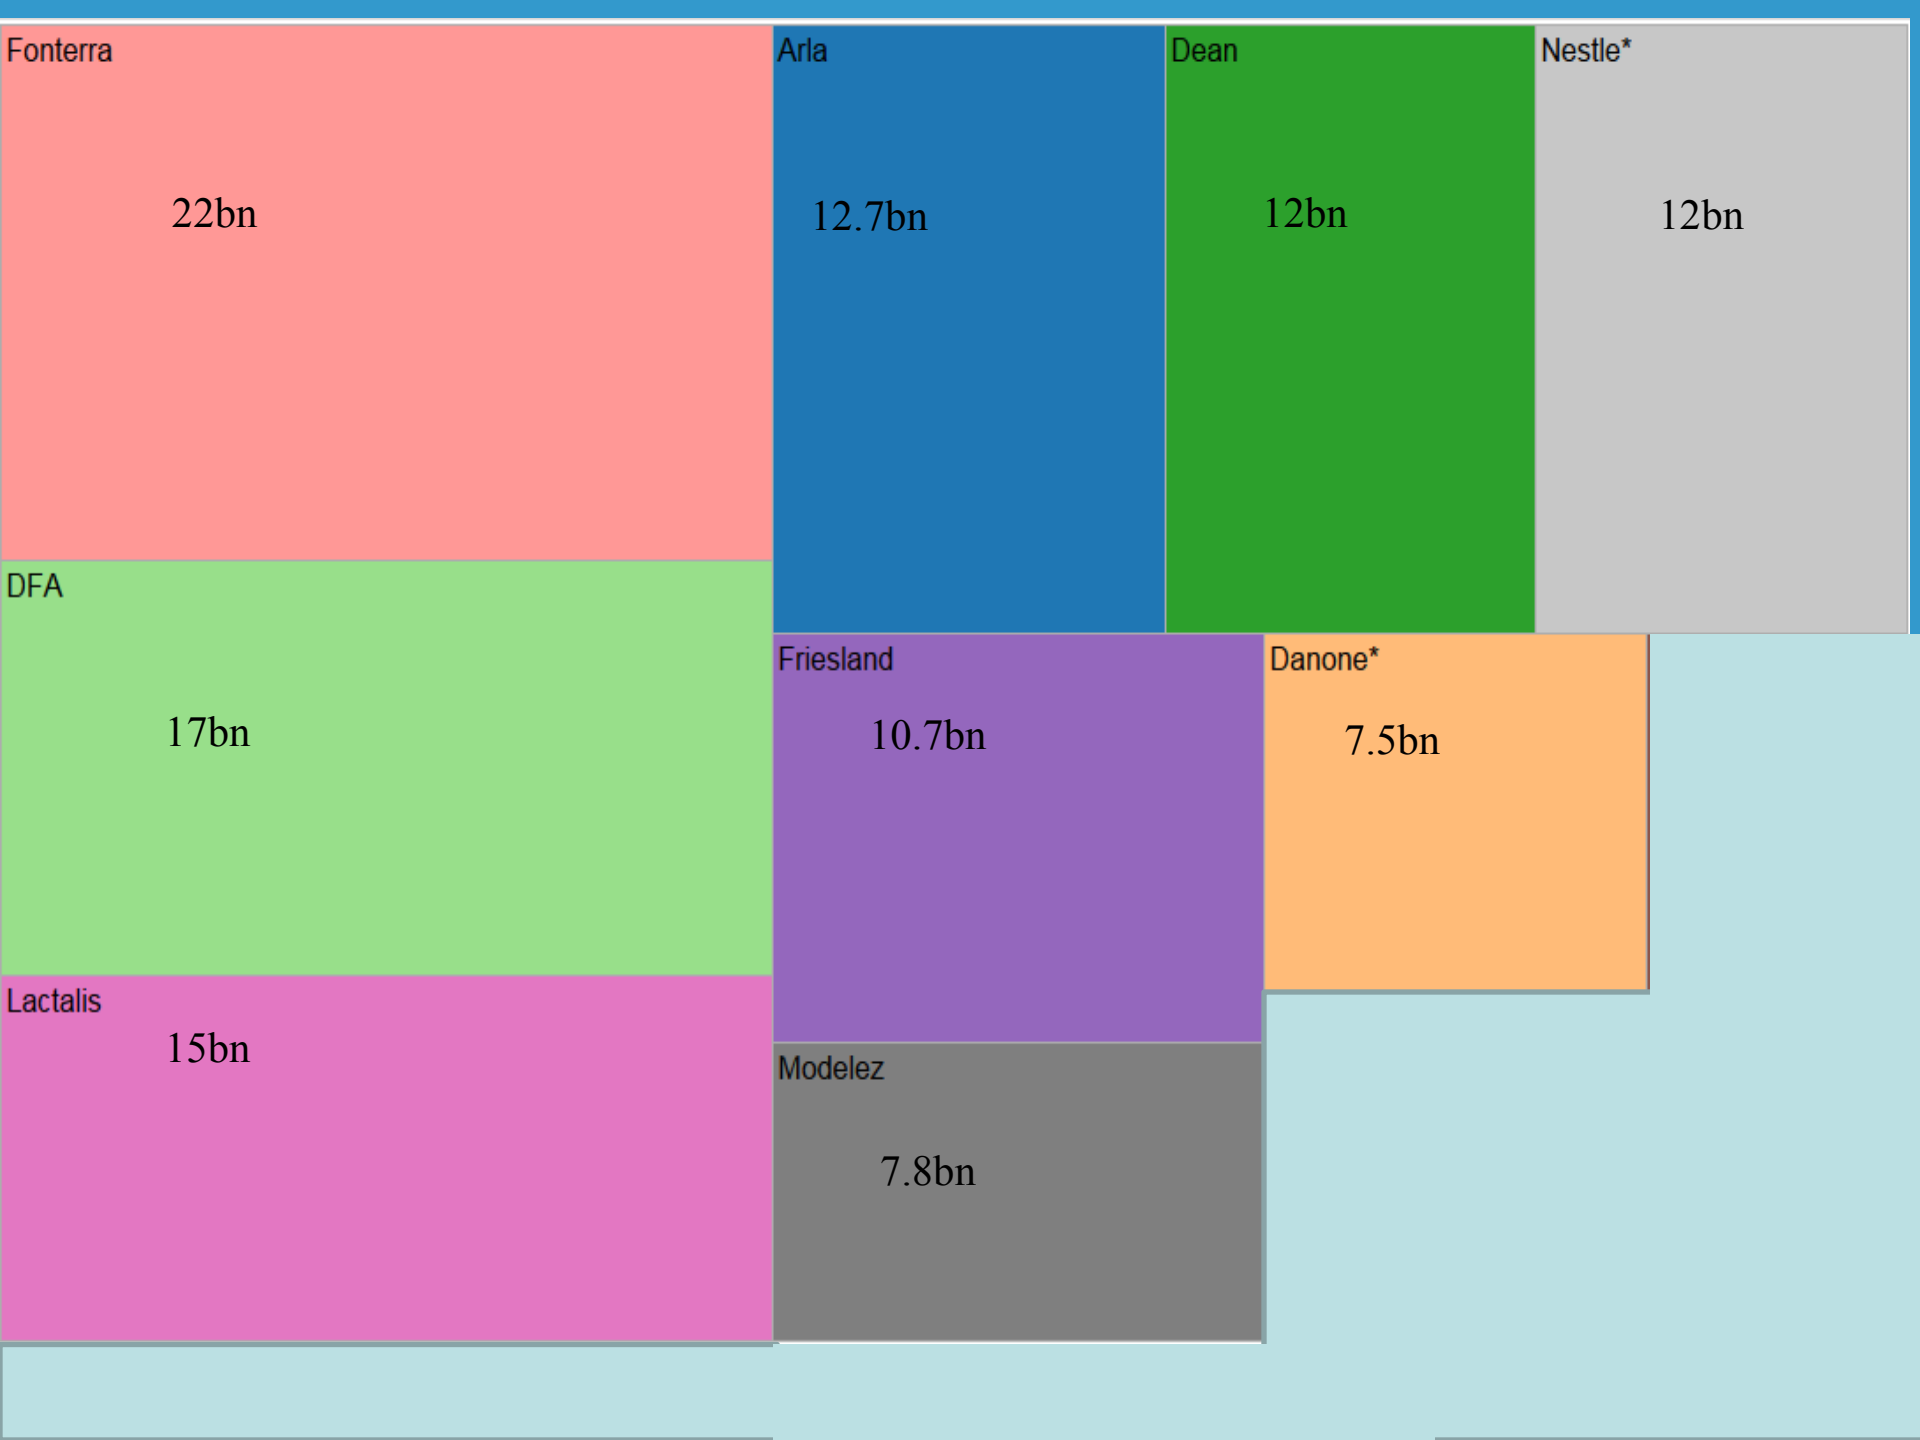 Fonterra
22bn
Arla
12.7bn
Dean
12bn
Nestle*
12bn
DFA
17bn
Friesland
10.7bn
Danone*
7.5bn
Lactalis
15bn
Modelez
7.8bn